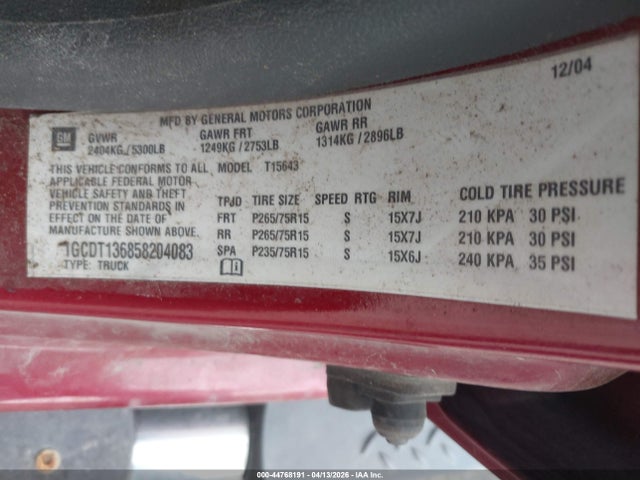 12/04
MFD BY GENERAL MOTORS CORPORATION
GM GVWR GAWR FRT GAWR RR
2404KG/5300LB 1249KG/2753LB 1314KG/2896LB
THIS VEHICLE CONFORMS TO ALL MODEL T15643
APPLICABLE FEDERAL MOTOR
VEHICLE SAFETY AND THEFT
PREVENTION STANDARDS IN
EFFECT ON THE DATE OF
MANUFACTURE SHOWN ABOVE.
1GCDT136858204083
TYPE: TRUCK
TPJD TIRE SIZE SPEED RTG RIM COLD TIRE PRESSURE
FRT P265/75R15 S 15X7J 210 KPA 30 PSI
RR P265/75R15 S 15X7J 210 KPA 30 PSI
SPA P235/75R15 S 15X6J 240 KPA 35 PSI
000-44768191 - 04/13/2026 - IAA Inc.